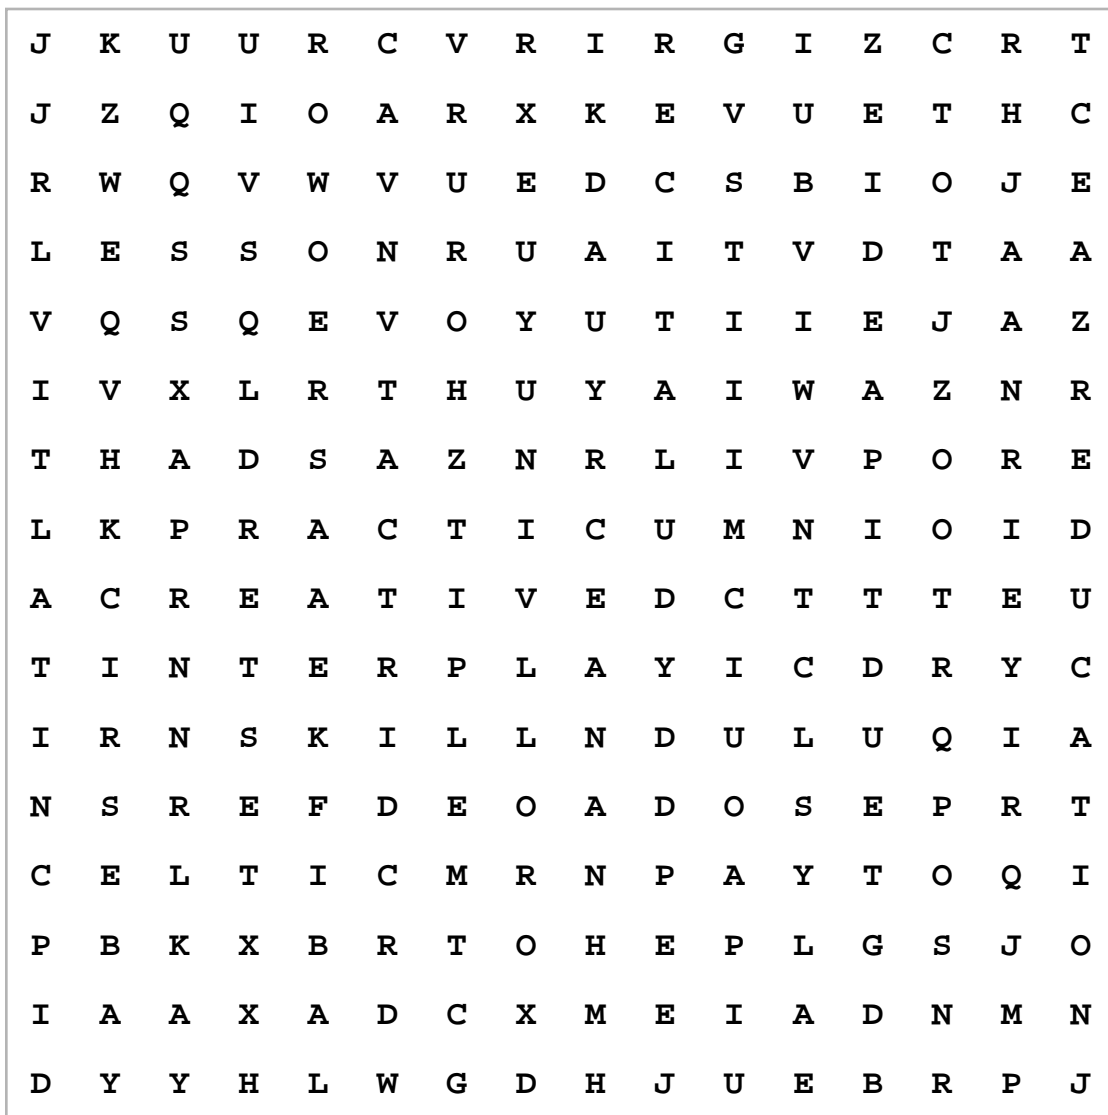 J K U U R C V R I R G I Z C R T
J Z Q I O A R X K E V U E T H C
R W Q V W V U E D C S B I O J E
L E S S O N R U A I T V D T A A
V Q S Q E V O Y U T I I E J A Z
I V X L R T H U Y A I W A Z N R
T H A D S A Z N R L I V P O R E
L K P R A C T I C U M N I O I D
A C R E A T I V E D C T T T E U
T I N T E R P L A Y I C D R Y C
I R N S K I L L N D U L U Q I A
N S R E F D E O A D O S E P R T
C E L T I C M R N P A Y T O Q I
P B K X B R T O H E P L G S J O
I A A X A D C X M E I A D N M N
D Y Y H L W G D H J U E B R P J